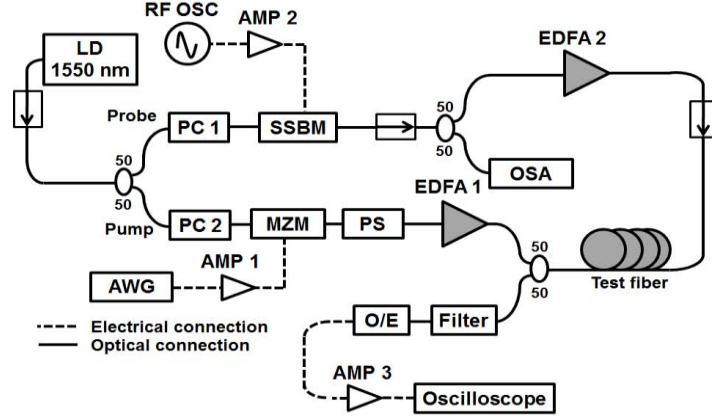 RF OSC
AMP 2
LD
1550 nm
EDFA 2
Probe
PC 1
SSBM
50
50
OSA
50
50
Pump
PC 2
MZM
PS
EDFA 1
50
50
Test fiber
AMP 1
AWG
Electrical connection
Optical connection
O/E
Filter
AMP 3
Oscilloscope